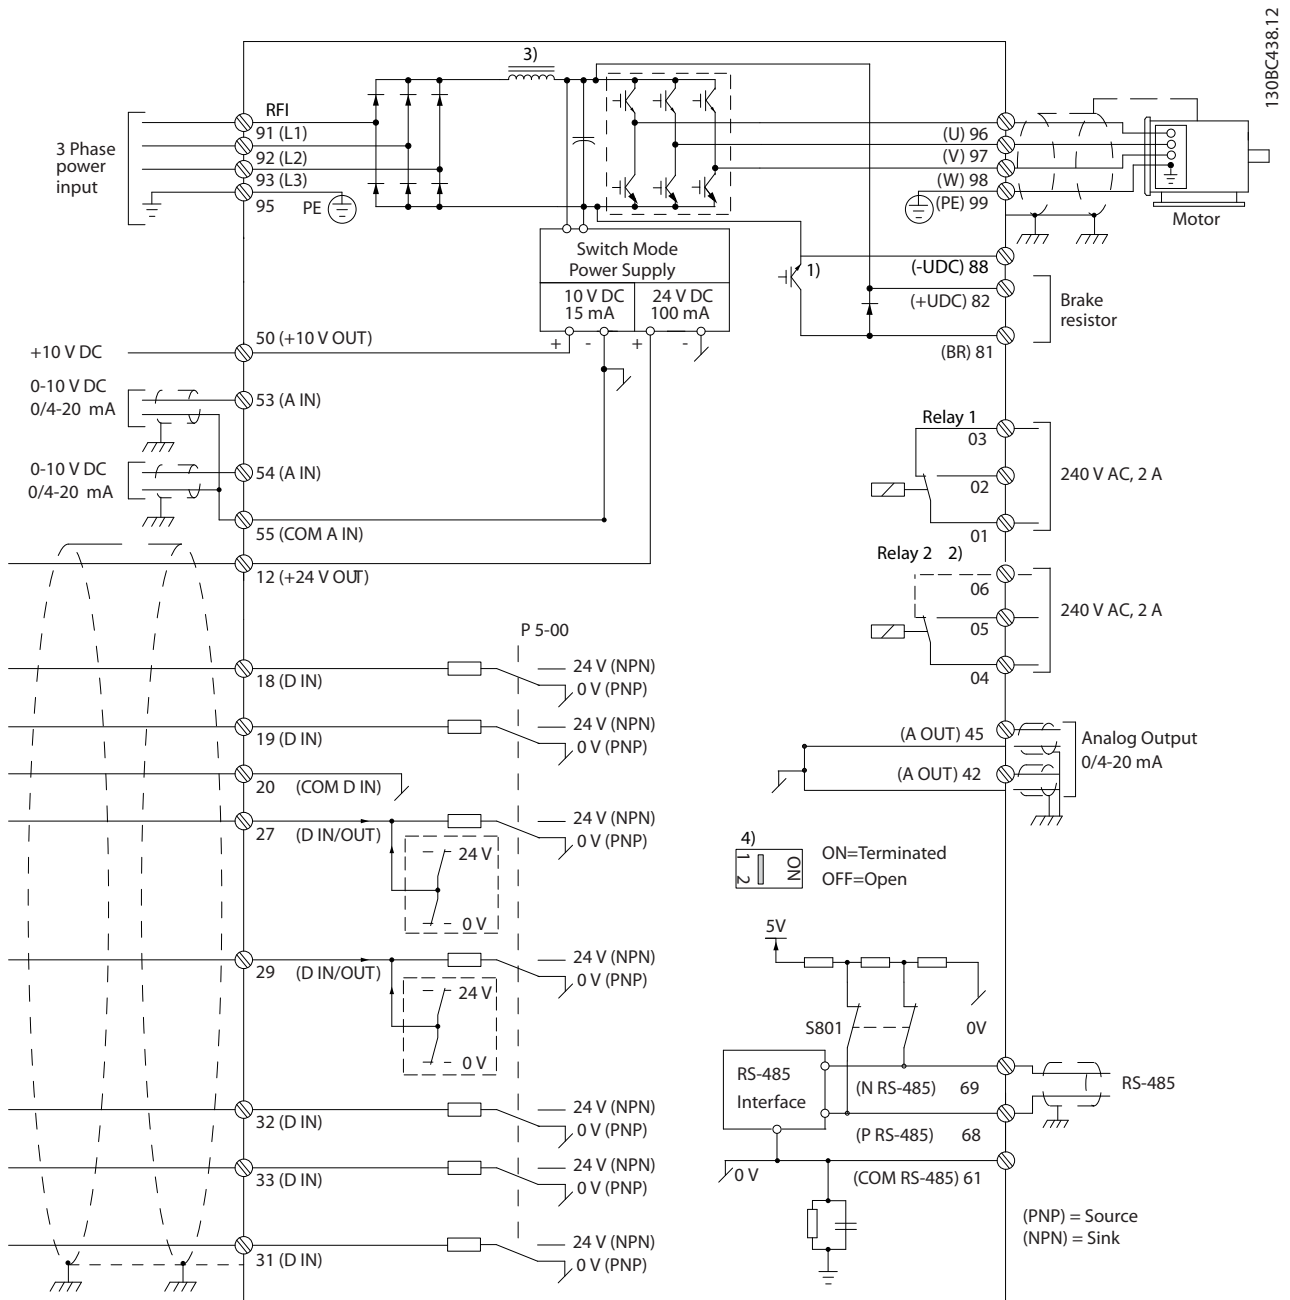 130BC438.12
3)
RFI
91 (L1)
92 (L2)
93 (L3)
95
PE
3 Phase
power
input
(U) 96
(V) 97
(W) 98
(PE) 99
Motor
Switch Mode
Power Supply
10 V DC
15 mA
24 V DC
100 mA
+
-
+
-
1)
(-UDC) 88
(+UDC) 82
(BR) 81
Brake
resistor
+10 V DC
50 (+10 V OUT)
0-10 V DC
0/4-20 mA
53 (A IN)
0-10 V DC
0/4-20 mA
54 (A IN)
55 (COM A IN)
12 (+24 V OUT)
Relay 1
03
02
01
240 V AC, 2 A
Relay 2 2)
06
05
04
240 V AC, 2 A
P 5-00
18 (D IN)
24 V (NPN)
0 V (PNP)
19 (D IN)
24 V (NPN)
0 V (PNP)
20 (COM D IN)
27 (D IN/OUT)
24 V (NPN)
0 V (PNP)
24 V
0 V
29 (D IN/OUT)
24 V (NPN)
0 V (PNP)
24 V
0 V
32 (D IN)
24 V (NPN)
0 V (PNP)
33 (D IN)
24 V (NPN)
0 V (PNP)
31 (D IN)
24 V (NPN)
0 V (PNP)
(A OUT) 45
(A OUT) 42
Analog Output
0/4-20 mA
4)
1 2
ON
ON=Terminated
OFF=Open
5V
S801
0V
RS-485
Interface
(N RS-485) 69
(P RS-485) 68
RS-485
0 V
(COM RS-485) 61
(PNP) = Source
(NPN) = Sink